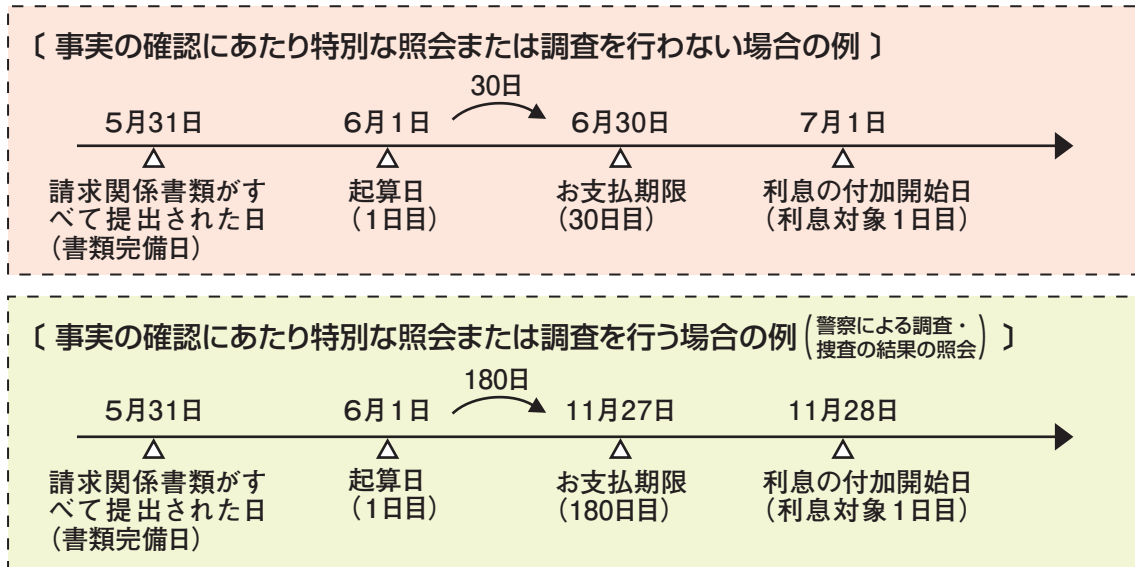 〔 事実の確認にあたり特別な照会または調査を行わない場合の例 〕
30日
5月31日 6月1日 6月30日 7月1日
請求関係書類がす
べて提出された日
(書類完備日)
起算日
(1日目)
お支払期限
(30日目)
利息の付加開始日
(利息対象1日目)
〔 事実の確認にあたり特別な照会または調査を行う場合の例(警察による調査・
捜査の結果の照会) 〕
180日
5月31日 6月1日 11月27日 11月28日
請求関係書類がす
べて提出された日
(書類完備日)
起算日
(1日目)
お支払期限
(180日目)
利息の付加開始日
(利息対象1日目)